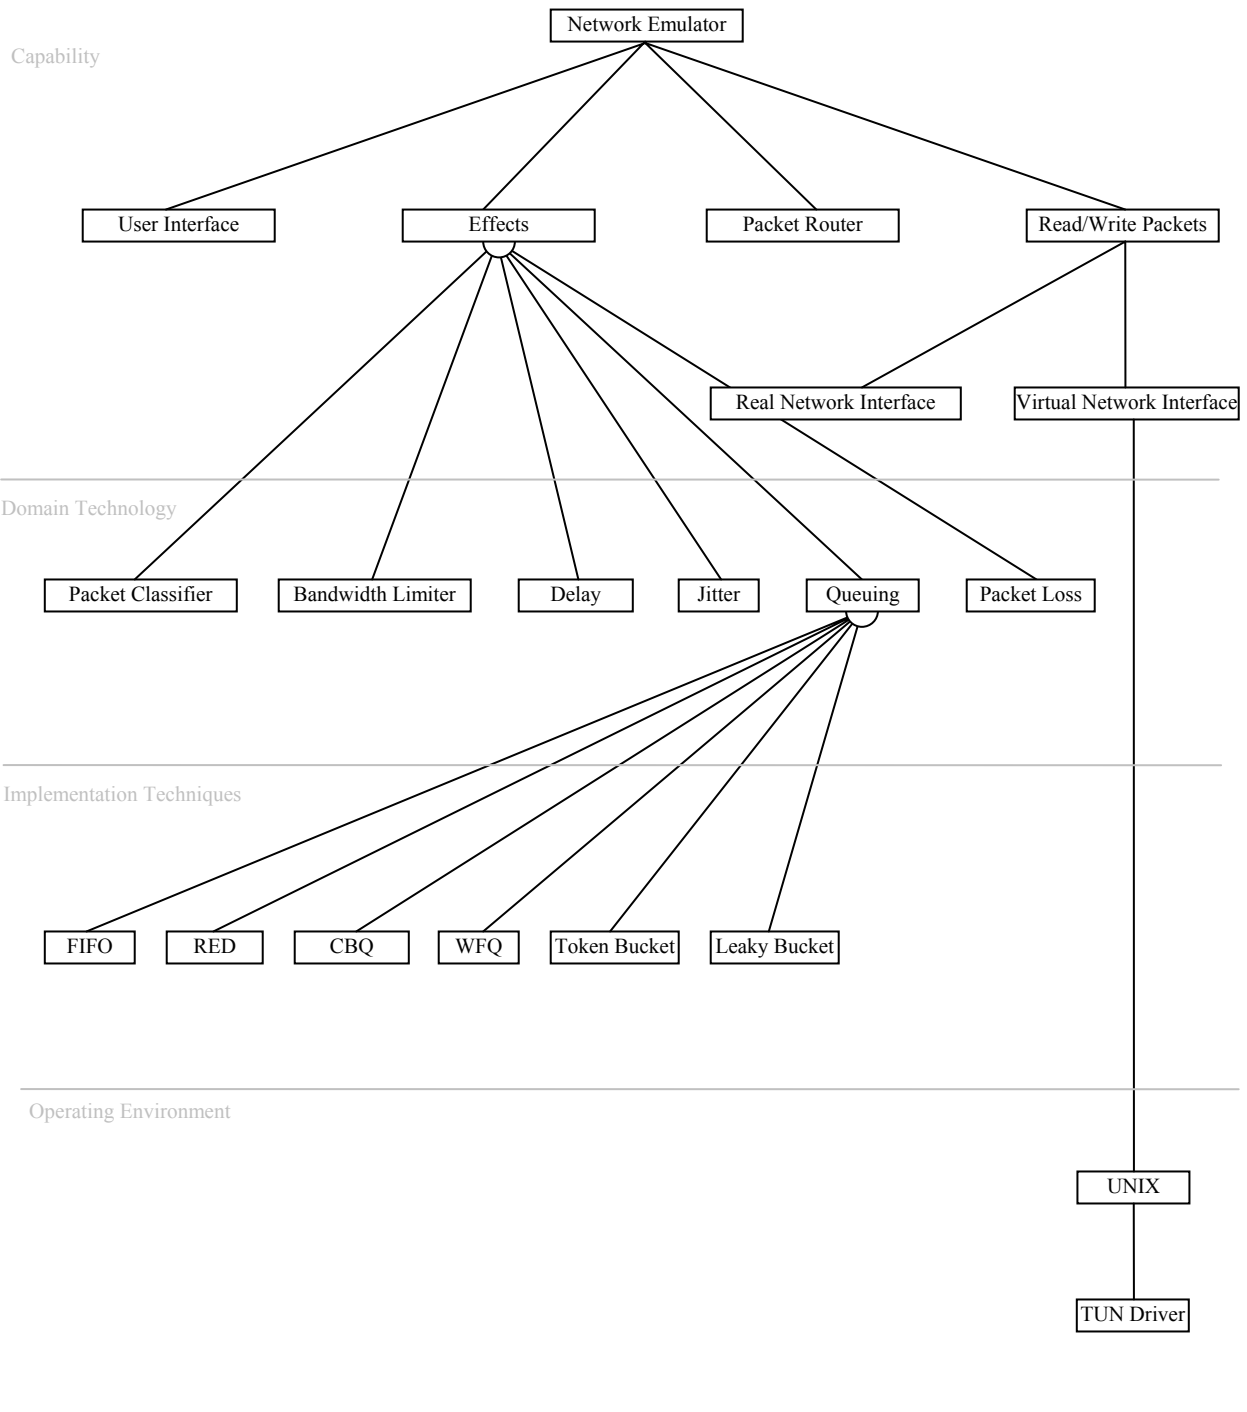 Network Emulator
Capability
User Interface
Effects
Packet Router
Read/Write Packets
Real Network Interface
Virtual Network Interface
Domain Technology
Packet Classifier
Bandwidth Limiter
Delay
Jitter
Queuing
Packet Loss
Implementation Techniques
FIFO
RED
CBQ
WFQ
Token Bucket
Leaky Bucket
Operating Environment
UNIX
TUN Driver